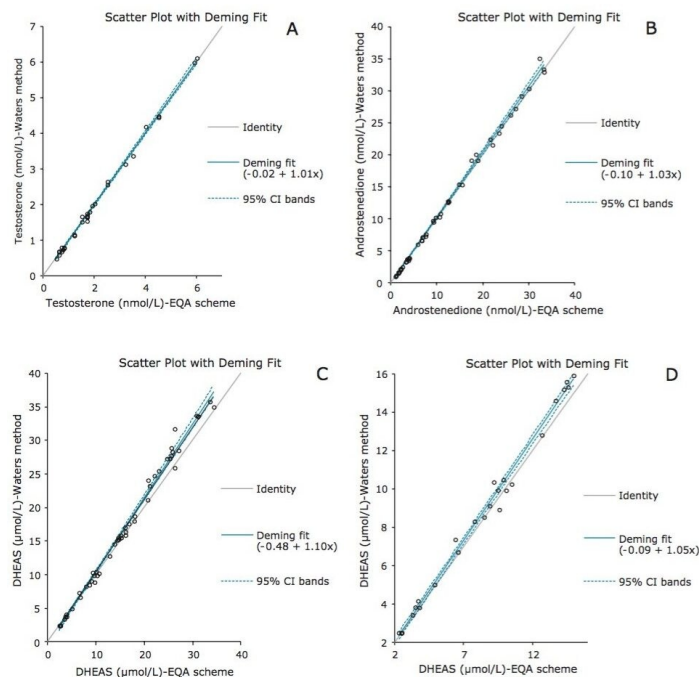 Scatter Plot with Deming Fit
A
7
6
5
4
3
2
1
0
0
2
4
6
Testosterone (nmol/L)-Waters method
Testosterone (nmol/L)-EQA scheme
Identity
Deming fit
(-0.02 + 1.01x)
95% CI bands
Scatter Plot with Deming Fit
B
40
35
30
25
20
15
10
5
0
0
10
20
30
40
Androstenedione (nmol/L)-Waters method
Androstenedione (nmol/L)-EQA scheme
Identity
Deming fit
(-0.10 + 1.03x)
95% CI bands
Scatter Plot with Deming Fit
C
40
35
30
25
20
15
10
5
0
0
10
20
30
40
DHEAS (µmol/L)-Waters method
DHEAS (µmol/L)-EQA scheme
Identity
Deming fit
(-0.48 + 1.10x)
95% CI bands
Scatter Plot with Deming Fit
D
16
14
12
10
8
6
4
2
2
7
12
DHEAS (µmol/L)-Waters method
DHEAS (µmol/L)-EQA scheme
Identity
Deming fit
(-0.09 + 1.05x)
95% CI bands